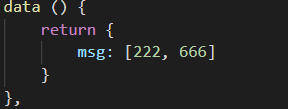 data () {
return {
msg: [222, 666]
}
},